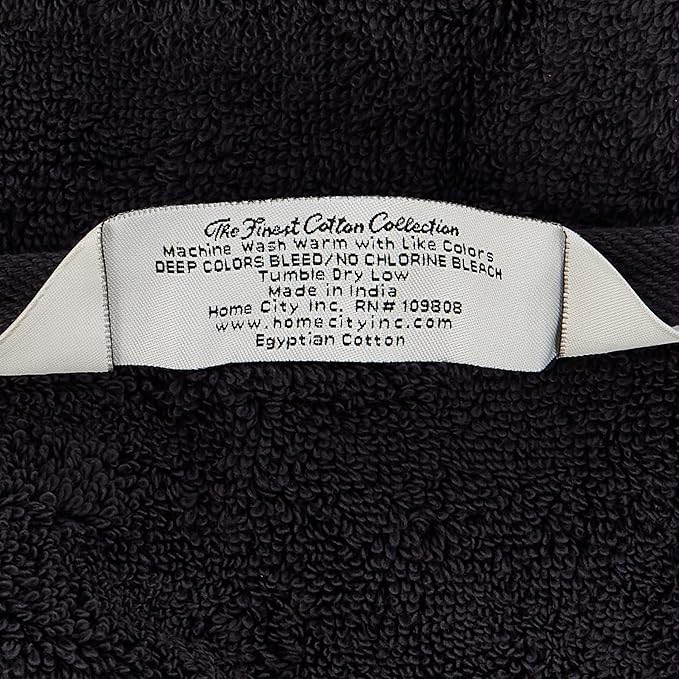 The Finest Cotton Collection
Machine Wash Warm with Like Colors
DEEP COLORS BLEED/NO CHLORINE BLEACH
Tumble Dry Low
Made in India
Home City Inc. RN# 109808
www.homecityinc.com
Egyptian Cotton